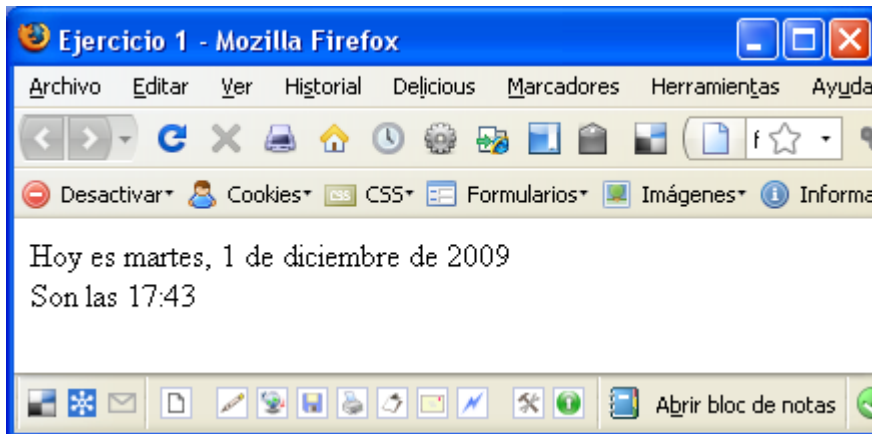 Ejercicio 1 - Mozilla Firefox
Archivo Editar Ver Historial Delicious Marcadores Herramientas Ayuda
f
Desactivar Cookies CSS CSS Formularios Imágenes Informa
Hoy es martes, 1 de diciembre de 2009
Son las 17:43
Abrir bloc de notas